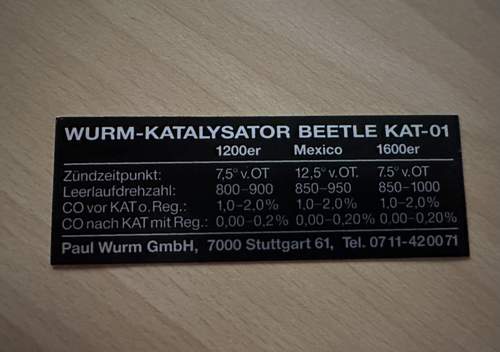 WURM-KATALYSATOR BEETLE KAT-01
1200er Mexico 1600er
Zündzeitpunkt: 7,5° v.OT 12,5° v.OT. 7.5° v.OT
Leerlaufdrehzahl: 800-900 850-950 850-1000
CO vor KAT o. Reg.: 1,0-2,0% 1,0-2,0% 1,0-2,0%
CO nach KAT mit Reg.: 0,00-0,2% 0,00-0,20% 0,00-0,20%
Paul Wurm GmbH, 7000 Stuttgart 61, Tel. 0711-420071